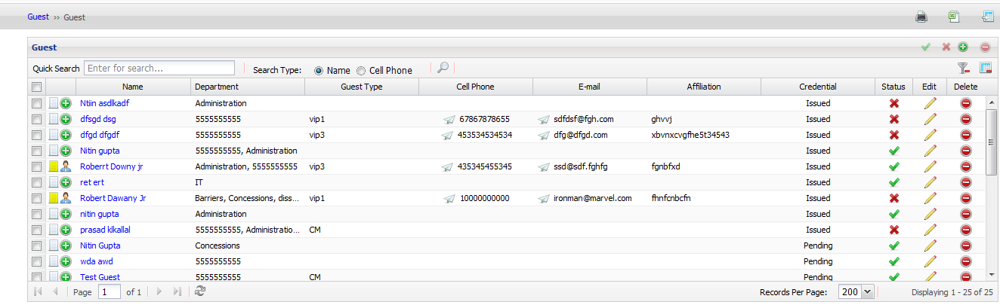 Guest » Guest
Guest
Quick Search Enter for search... Search Type: Name Cell Phone
Name Department Guest Type Cell Phone E-mail Affiliation Credential Status Edit Delete
Ntiin asdlkadf Administration Issued
dfsgd dsg 5555555555 vip1 67867878655 sdfdsf@fgh.com ghvvj Issued
dfgd dfgdf 5555555555 vip3 453534534534 dfg@dfgd.com xbvnxcvgfhe5t34543 Issued
Nitin gupta 5555555555, Administration Issued
Roberrt Downy jr Administration, 5555555555 vip3 435345455345 ssd@sdf.fghfg fgnbfxd Issued
ret ert IT Issued
Robert Dawany Jr Barriers, Concessions, diss... vip1 10000000000 ironman@marvel.com fhnfcnbcfn Issued
nitin gupta Administration Issued
prasad klkallal 5555555555, Administratio... CM Issued
Nitin Gupta Concessions Pending
wda awd 5555555555 Pending
Test Guest 5555555555 CM Pending
Page 1 of 1 Records Per Page: 200 Displaying 1 - 25 of 25